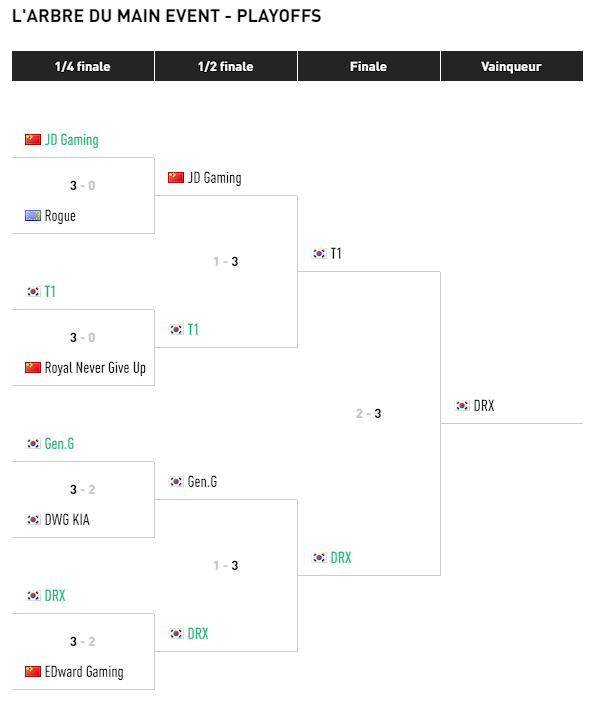 L'ARBRE DU MAIN EVENT - PLAYOFFS
1/4 finale
1/2 finale
Finale
Vainqueur
JD Gaming
3 - 0
Rogue
T1
3 - 0
Royal Never Give Up
Gen.G
3 - 2
DWG KIA
DRX
3 - 2
EDward Gaming
JD Gaming
1 - 3
T1
Gen.G
1 - 3
DRX
T1
2 - 3
DRX
DRX